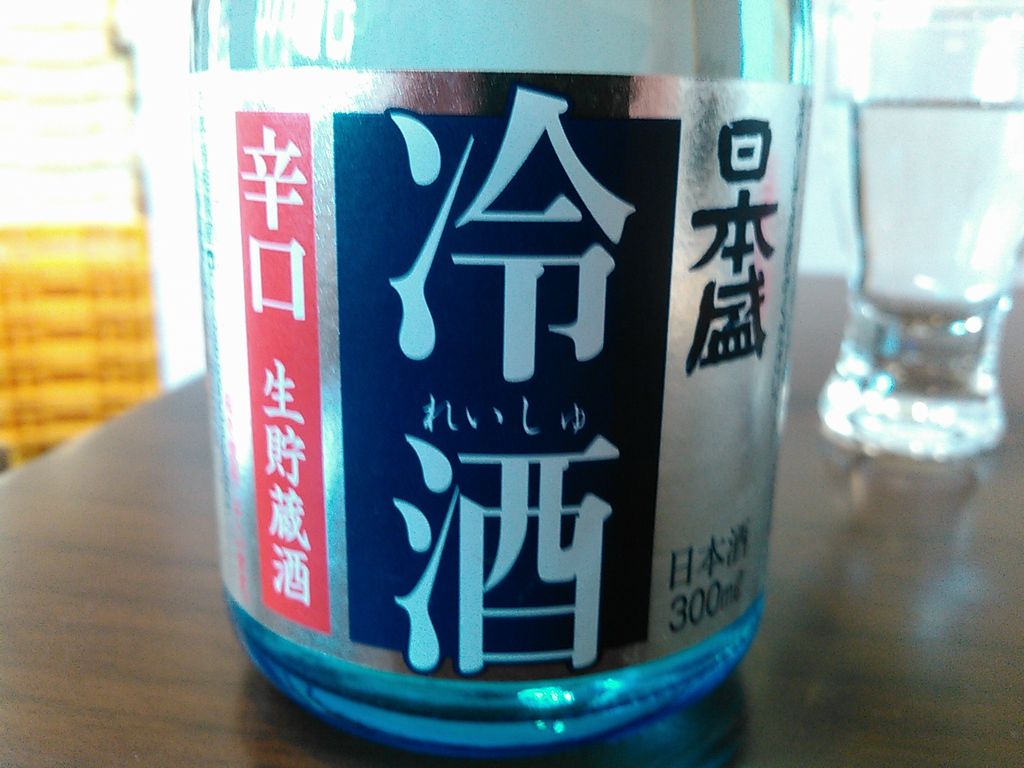 日本盛
冷酒
れいしゅ
辛口 生貯蔵酒
日本酒
300㎖